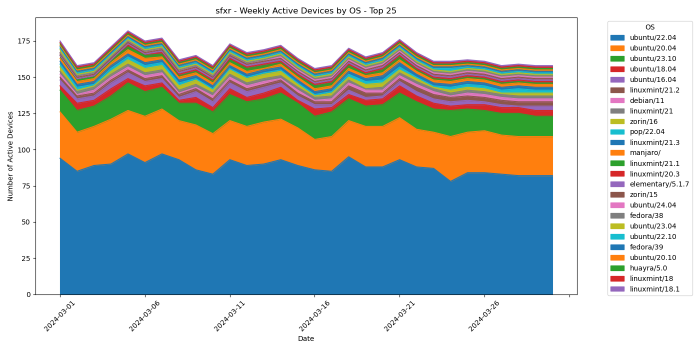 sfxr - Weekly Active Devices by OS - Top 25
Number of Active Devices
175
150
125
100
75
50
25
0
2024-03-01
2024-03-06
2024-03-11
2024-03-16
2024-03-21
2024-03-26
Date
OS
ubuntu/22.04
ubuntu/20.04
ubuntu/23.10
ubuntu/18.04
ubuntu/16.04
linuxmint/21.2
debian/11
linuxmint/21
zorin/16
pop/22.04
linuxmint/21.3
manjaro/
linuxmint/21.1
linuxmint/20.3
elementary/5.1.7
zorin/15
ubuntu/24.04
fedora/38
ubuntu/23.04
ubuntu/22.10
fedora/39
ubuntu/20.10
huayra/5.0
linuxmint/18
linuxmint/18.1